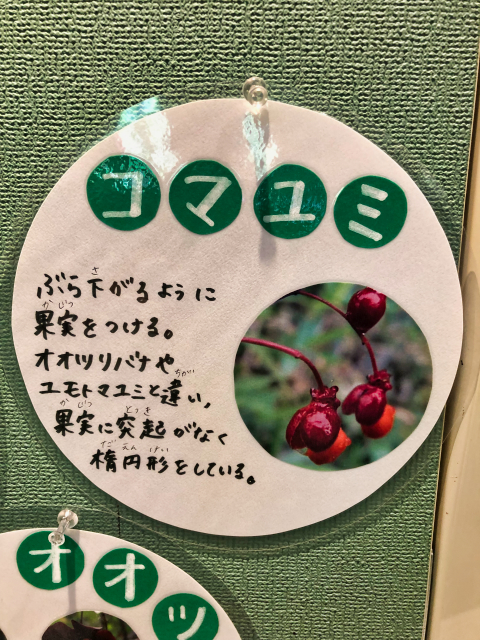 コマユミ
ぶら下がるように
果実をつける。
オオツリバナや
ユモトマユミと違い、
果実に突起がなく
楕円形をしている。
オオツ